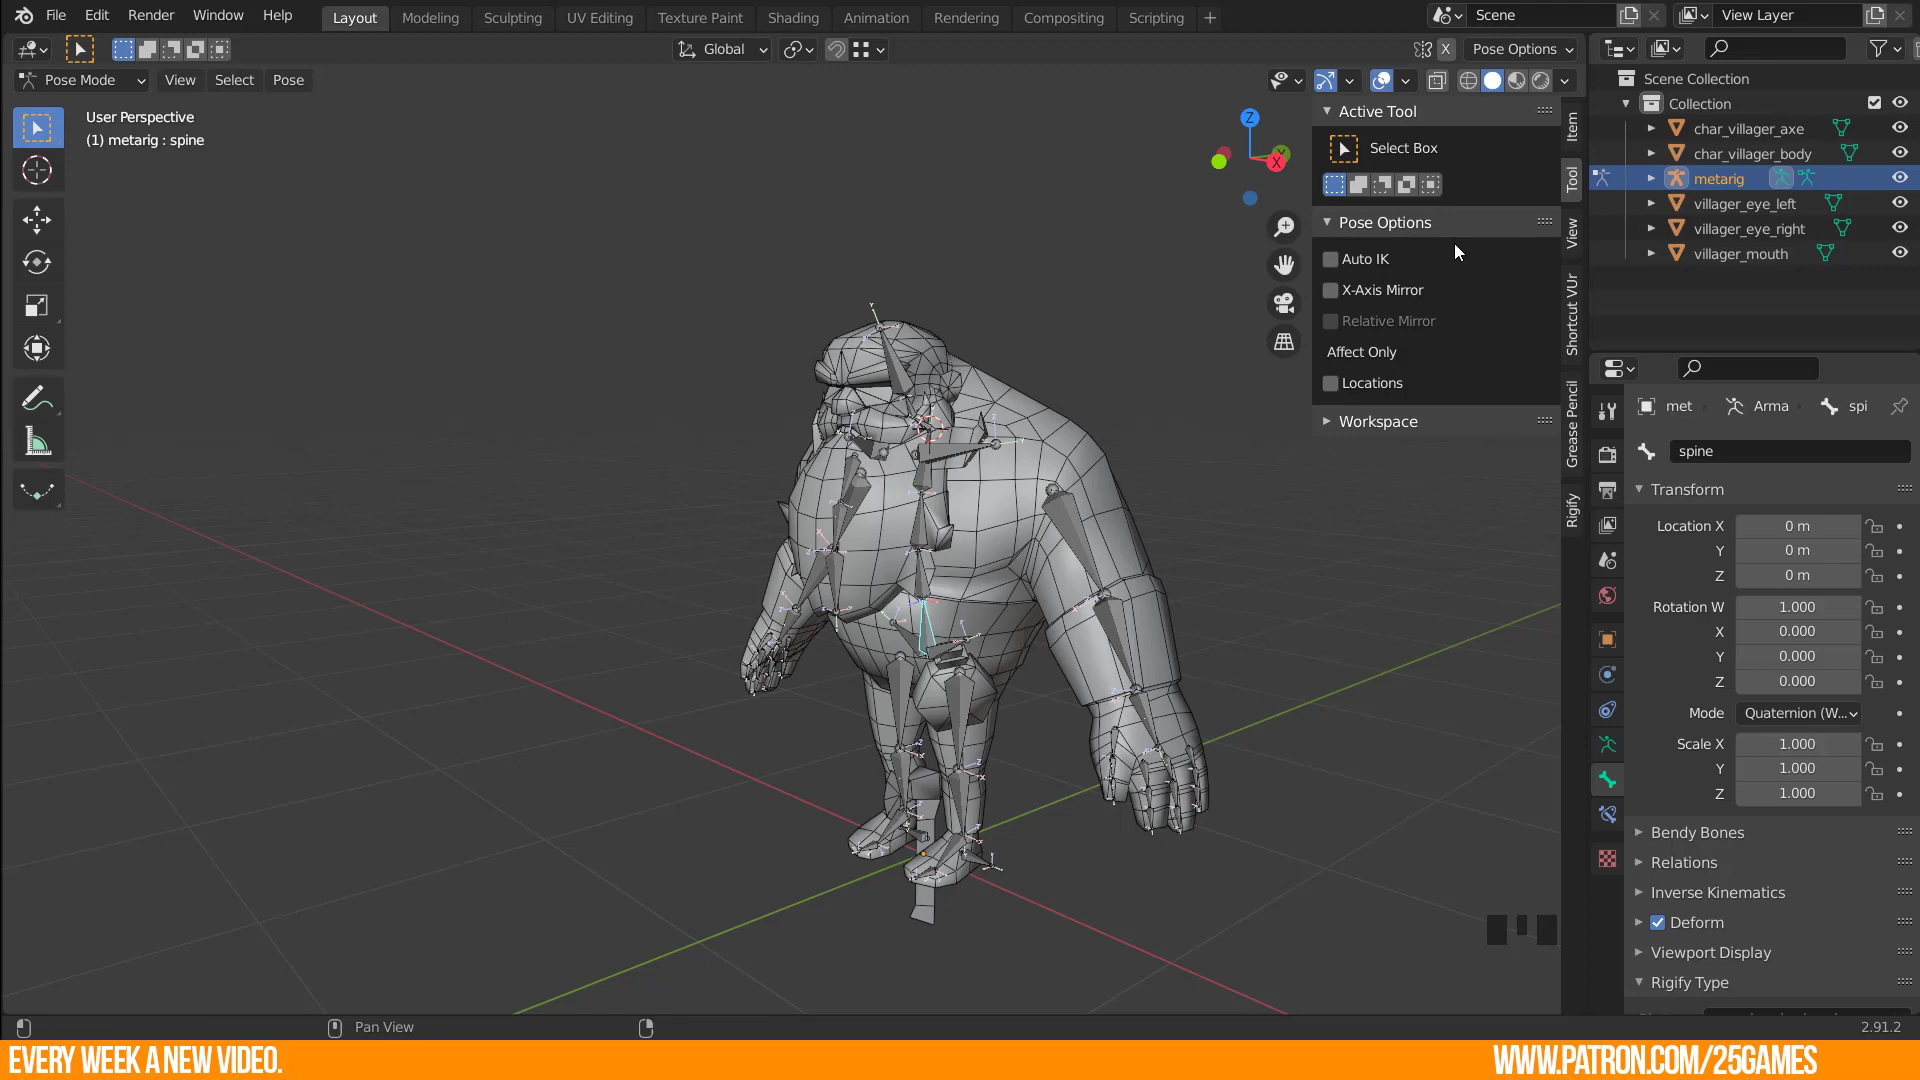 File Edit Render Window Help Layout Modeling Sculpting UV Editing Texture Paint Shading Animation Rendering Compositing Scripting + Scene View Layer
Global X Pose Options
Pose Mode View Select Pose
User Perspective
(1) metarig : spine
Z
Y
X
Active Tool
Select Box
Pose Options
Auto IK
X-Axis Mirror
Relative Mirror
Affect Only
Locations
Workspace
Item
Tool
View
Shortcut VUr
Grease Pencil
Rigify
Scene Collection
Collection
char_villager_axe
char_villager_body
metarig
villager_eye_left
villager_eye_right
villager_mouth
met Arma spi
spine
Transform
Location X 0 m
Y 0 m
Z 0 m
Rotation W 1.000
X 0.000
Y 0.000
Z 0.000
Mode Quaternion (W...
Scale X 1.000
Y 1.000
Z 1.000
Bendy Bones
Relations
Inverse Kinematics
Deform
Viewport Display
Rigify Type
Pan View 2.91.2
EVERY WEEK A NEW VIDEO. WWW.PATRON.COM/25GAMES